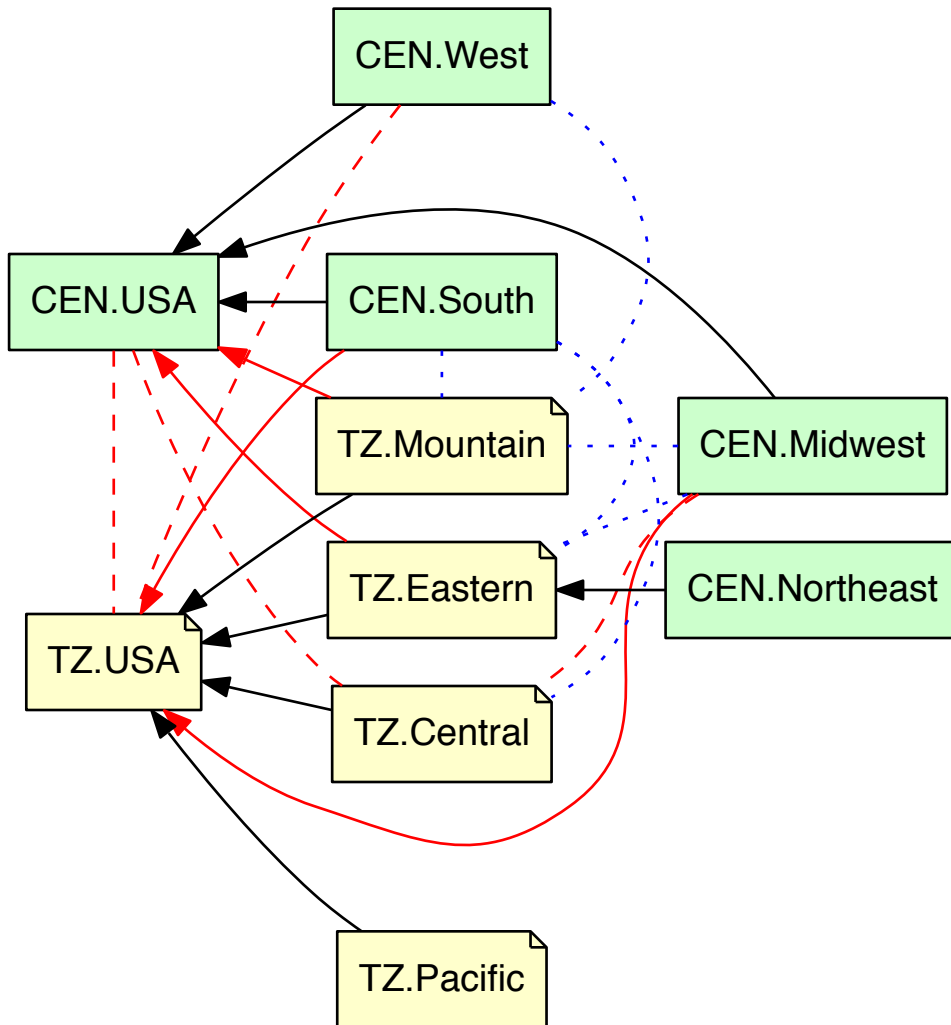 CEN.West
CEN.USA
CEN.South
TZ.Mountain
CEN.Midwest
TZ.Eastern
CEN.Northeast
TZ.USA
TZ.Central
TZ.Pacific